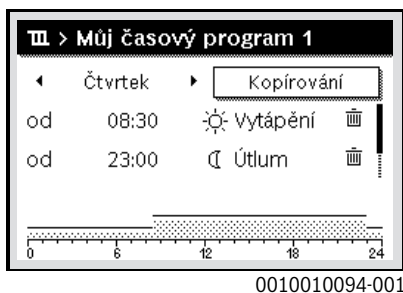 > Můj časový program 1
Čtvrtek Kopírování
od 08:30 Vytápění
od 23:00 Útlum
0 6 12 18 24
0010010094-001